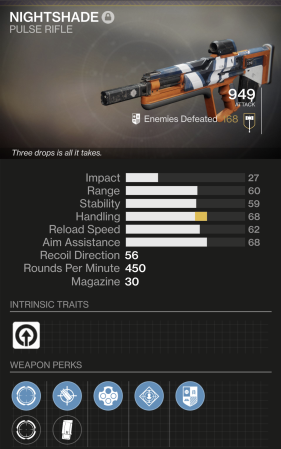 NIGHTSHADE
PULSE RIFLE
949
ATTACK
Enemies Defeated 168
Three drops is all it takes.
Impact 27
Range 60
Stability 59
Handling 68
Reload Speed 62
Aim Assistance 68
Recoil Direction 56
Rounds Per Minute 450
Magazine 30
INTRINSIC TRAITS
WEAPON PERKS